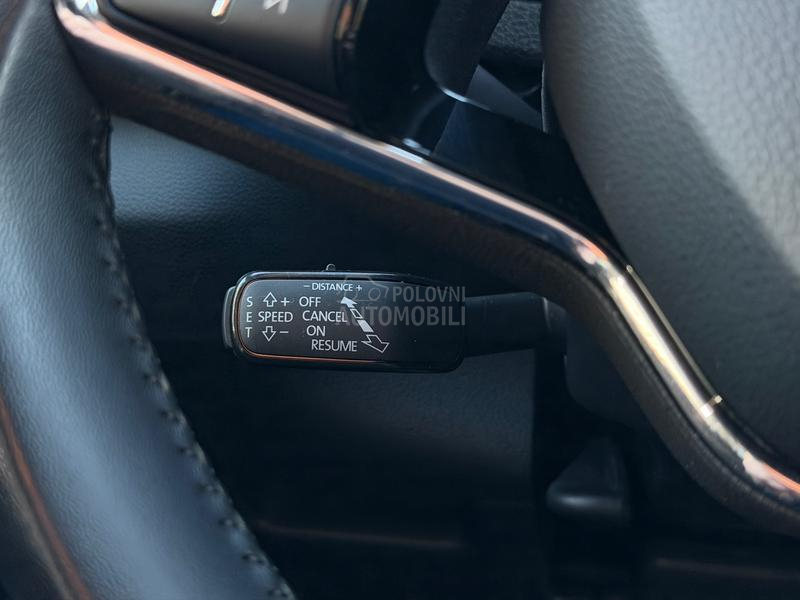 − DISTANCE +
S + OFF
E SPEED CANCEL
T − ON
RESUME
POLOVNI
AUTOMOBILI